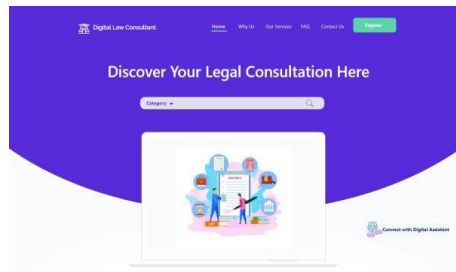 Digital Law Consultant
Home Why Us Our Services FAQ Contact Us Register
Discover Your Legal Consultation Here
Category
CONTRACT
Connect with Digital Assistant